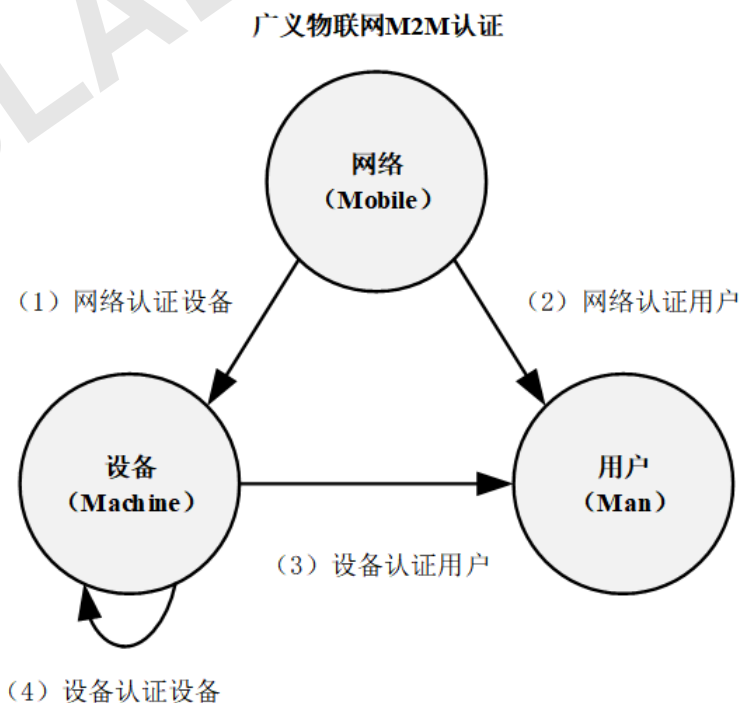 广义物联网M2M认证
网络
（Mobile）
（1）网络认证设备
（2）网络认证用户
设备
（Machine）
用户
（Man）
（3）设备认证用户
（4）设备认证设备